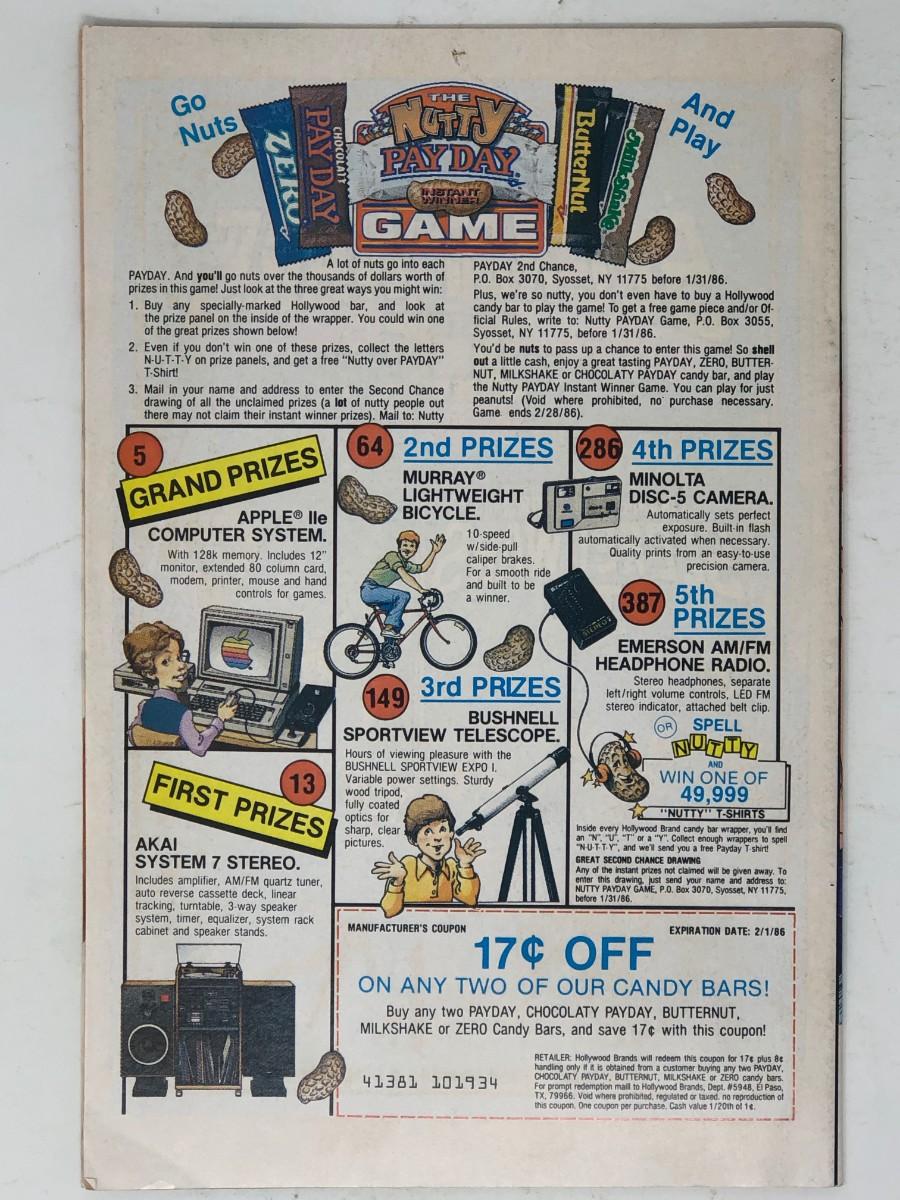 Go
Nuts
ZERO
CHOCOLATY
PAYDAY
THE
NUTTY
PAY DAY'S
INSTANT
WINNER
GAME
ButterNut
Milkshake
And
Play
A lot of nuts go into each
PAYDAY. And you'll go nuts over the thousands of dollars worth of
prizes in this game! Just look at the three great ways you might win:
1. Buy any specially-marked Hollywood bar, and look at
the prize panel on the inside of the wrapper. You could win one
of the great prizes shown below!
2. Even if you don't win one of these prizes, collect the letters
N-U-T-T-Y on prize panels, and get a free "Nutty over PAYDAY"
T-Shirt!
3. Mail in your name and address to enter the Second Chance
drawing of all the unclaimed prizes (a lot of nutty people out
there may not claim their instant winner prizes). Mail to: Nutty
PAYDAY 2nd Chance,
P.O. Box 3070, Syosset, NY 11775 before 1/31/86.
Plus, we're so nutty, you don't even have to buy a Hollywood
candy bar to play the game! To get a free game piece and/or Of-
ficial Rules, write to: Nutty PAYDAY Game, P.O. Box 3055,
Syosset, NY 11775, before 1/31/86.
You'd be nuts to pass up a chance to enter this game! So shell
out a little cash, enjoy a great tasting PAYDAY, ZERO, BUTTER-
NUT, MILKSHAKE or CHOCOLATY PAYDAY candy bar, and play
the Nutty PAYDAY Instant Winner Game. You can play for just
peanuts! (Void where prohibited, no purchase necessary.
Game ends 2/28/86).
5
GRAND PRIZES
APPLE® IIe
COMPUTER SYSTEM.
With 128k memory. Includes 12"
monitor, extended 80 column card,
modem, printer, mouse and hand
controls for games.
13
FIRST PRIZES
AKAI
SYSTEM 7 STEREO.
Includes amplifier, AM/FM quartz tuner,
auto reverse cassette deck, linear
tracking, turntable, 3-way speaker
system, timer, equalizer, system rack
cabinet and speaker stands.
64 2nd PRIZES
MURRAY®
LIGHTWEIGHT
BICYCLE.
10-speed
w/side-pull
caliper brakes.
For a smooth ride
and built to be
a winner.
149 3rd PRIZES
BUSHNELL
SPORTVIEW TELESCOPE.
Hours of viewing pleasure with the
BUSHNELL SPORTVIEW EXPO I.
Variable power settings. Sturdy
wood tripod,
fully coated
optics for
sharp, clear
pictures.
286 4th PRIZES
MINOLTA
DISC-5 CAMERA.
Automatically sets perfect
exposure. Built-in flash
automatically activated when necessary.
Quality prints from an easy-to-use
precision camera.
387 5th
PRIZES
STEREO
EMERSON AM/FM
HEADPHONE RADIO.
Stereo headphones, separate
left/right volume controls, LED FM
stereo indicator, attached belt clip.
OR SPELL
NUTTY
AND
WIN ONE OF
49,999
"NUTTY" T-SHIRTS
Inside every Hollywood Brand candy bar wrapper, you'll find
an "N", "U", "T" or a "Y". Collect enough wrappers to spell
"N-U-T-T-Y", and we'll send you a free Payday T-shirt!
GREAT SECOND CHANCE DRAWING
Any of the instant prizes not claimed will be given away. To
enter this drawing, just send your name and address to:
NUTTY PAYDAY GAME, P.O. Box 3070, Syosset, NY 11775,
before 1/31/86.
MANUFACTURER'S COUPON EXPIRATION DATE: 2/1/86
17¢ OFF
ON ANY TWO OF OUR CANDY BARS!
Buy any two PAYDAY, CHOCOLATY PAYDAY, BUTTERNUT,
MILKSHAKE or ZERO Candy Bars, and save 17¢ with this coupon!
41381 101934
RETAILER: Hollywood Brands will redeem this coupon for 17¢ plus 8¢
handling only if it is obtained from a customer buying any two PAYDAY,
CHOCOLATY PAYDAY, BUTTERNUT, MILKSHAKE or ZERO candy bars.
For prompt redemption maill to Hollywood Brands, Dept. #5948, El Paso,
TX, 79966. Void where prohibited, regulated or taxed. no reproduction of
this coupon. One coupon per purchase. Cash value 1/20th of 1¢.